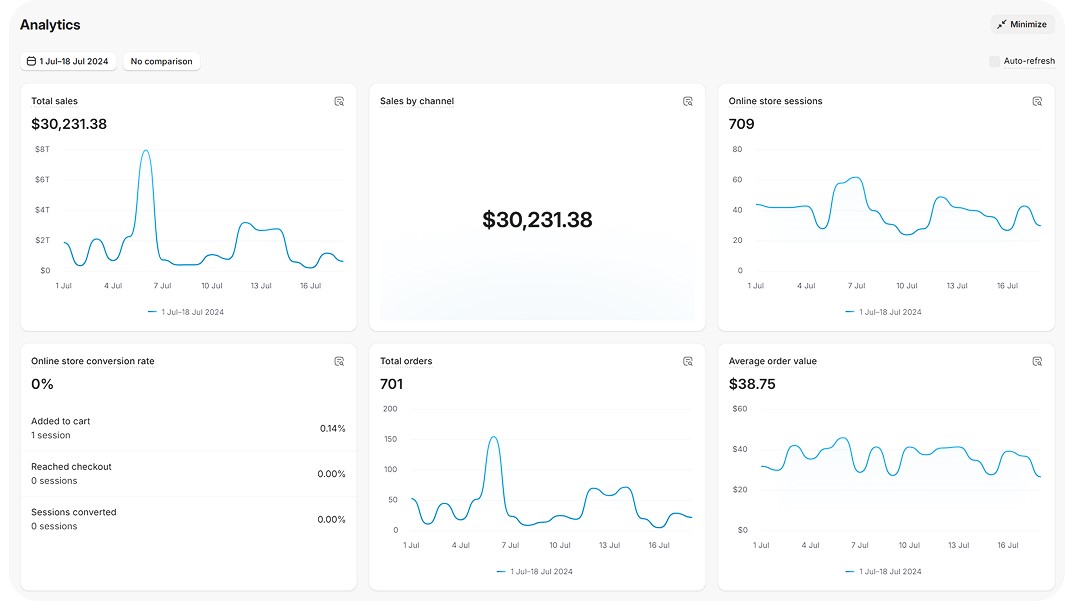 Analytics
Minimize
1 Jul–18 Jul 2024
No comparison
Auto-refresh
Total sales
$30,231.38
$8T
$6T
$4T
$2T
$0
1 Jul 4 Jul 7 Jul 10 Jul 13 Jul 16 Jul
1 Jul–18 Jul 2024
Sales by channel
$30,231.38
Online store sessions
709
80
60
40
20
0
1 Jul 4 Jul 7 Jul 10 Jul 13 Jul 16 Jul
1 Jul–18 Jul 2024
Online store conversion rate
0%
Added to cart
1 session
0.14%
Reached checkout
0 sessions
0.00%
Sessions converted
0 sessions
0.00%
Total orders
701
200
150
100
50
0
1 Jul 4 Jul 7 Jul 10 Jul 13 Jul 16 Jul
1 Jul–18 Jul 2024
Average order value
$38.75
$60
$40
$20
$0
1 Jul 4 Jul 7 Jul 10 Jul 13 Jul 16 Jul
1 Jul–18 Jul 2024